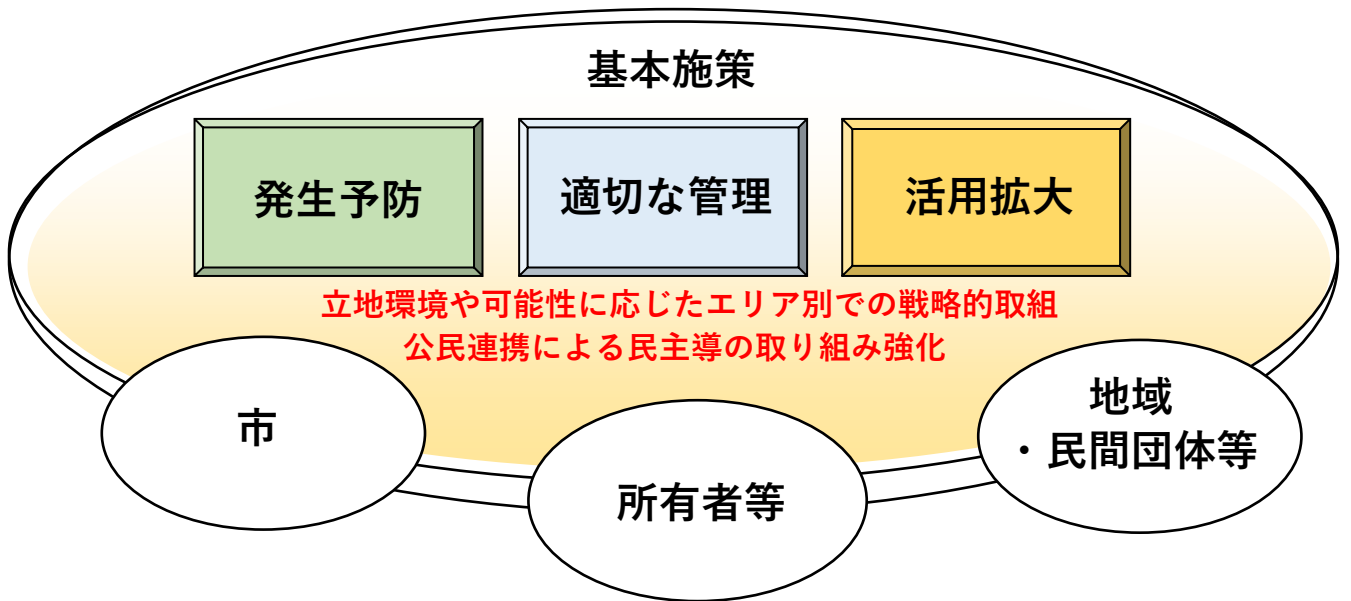 基本施策
発生予防
適切な管理
活用拡大
立地環境や可能性に応じたエリア別での戦略的取組
公民連携による民主導の取り組み強化
市
所有者等
地域
・民間団体等